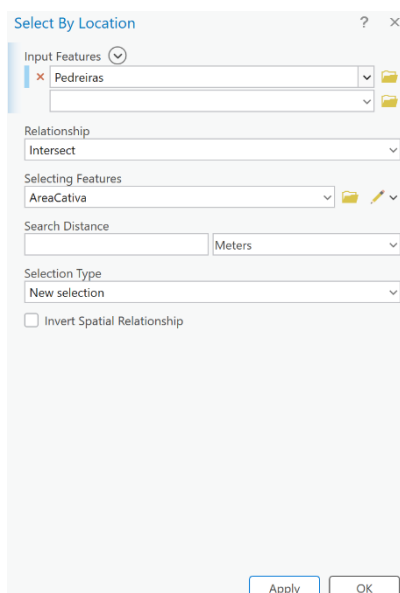 Select By Location ? ×
Input Features
× Pedreiras
Relationship
Intersect
Selecting Features
AreaCativa
Search Distance
Meters
Selection Type
New selection
Invert Spatial Relationship
Apply OK